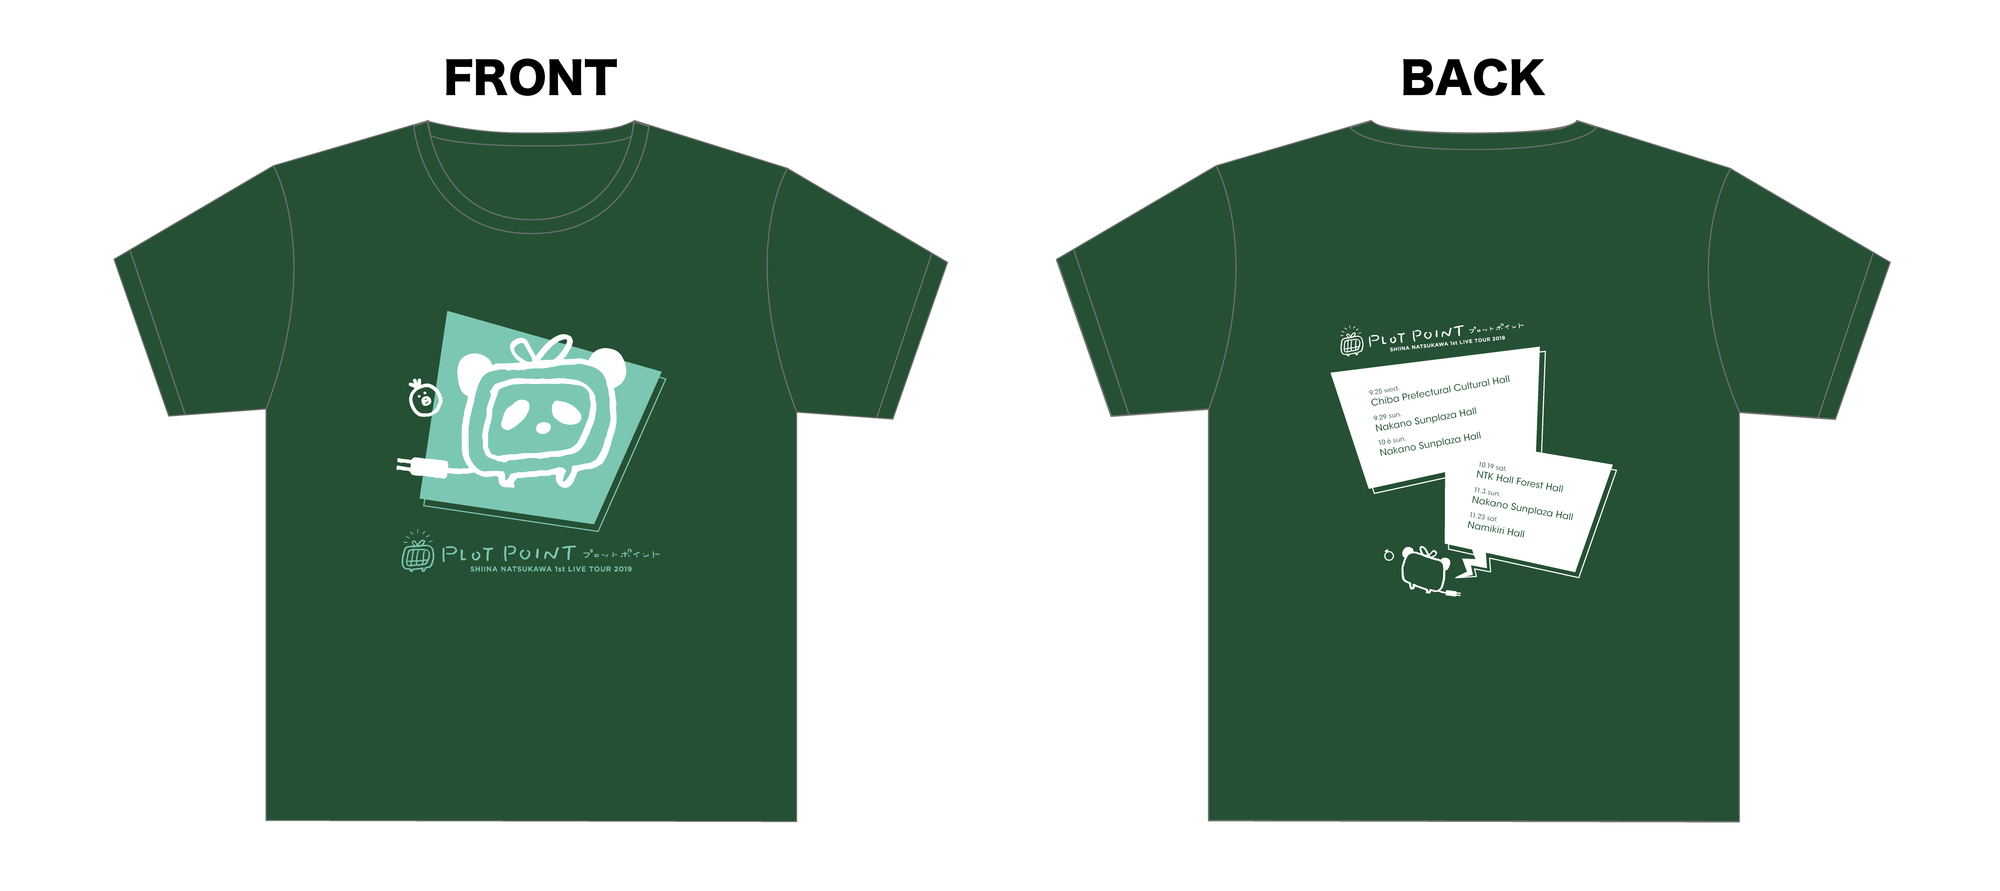 FRONT
PLOT POINT プロットポイント
SHIINA NATSUKAWA 1st LIVE TOUR 2019
BACK
PLOT POINT プロットポイント
SHIINA NATSUKAWA 1st LIVE TOUR 2019
9.25 wed.
Chiba Prefectural Cultural Hall
9.29 sun.
Nakano Sunplaza Hall
10.6 sun.
Nakano Sunplaza Hall
10.19 sat.
NTK Hall Forest Hall
11.3 sun.
Nakano Sunplaza Hall
11.23 sat.
Namikiri Hall